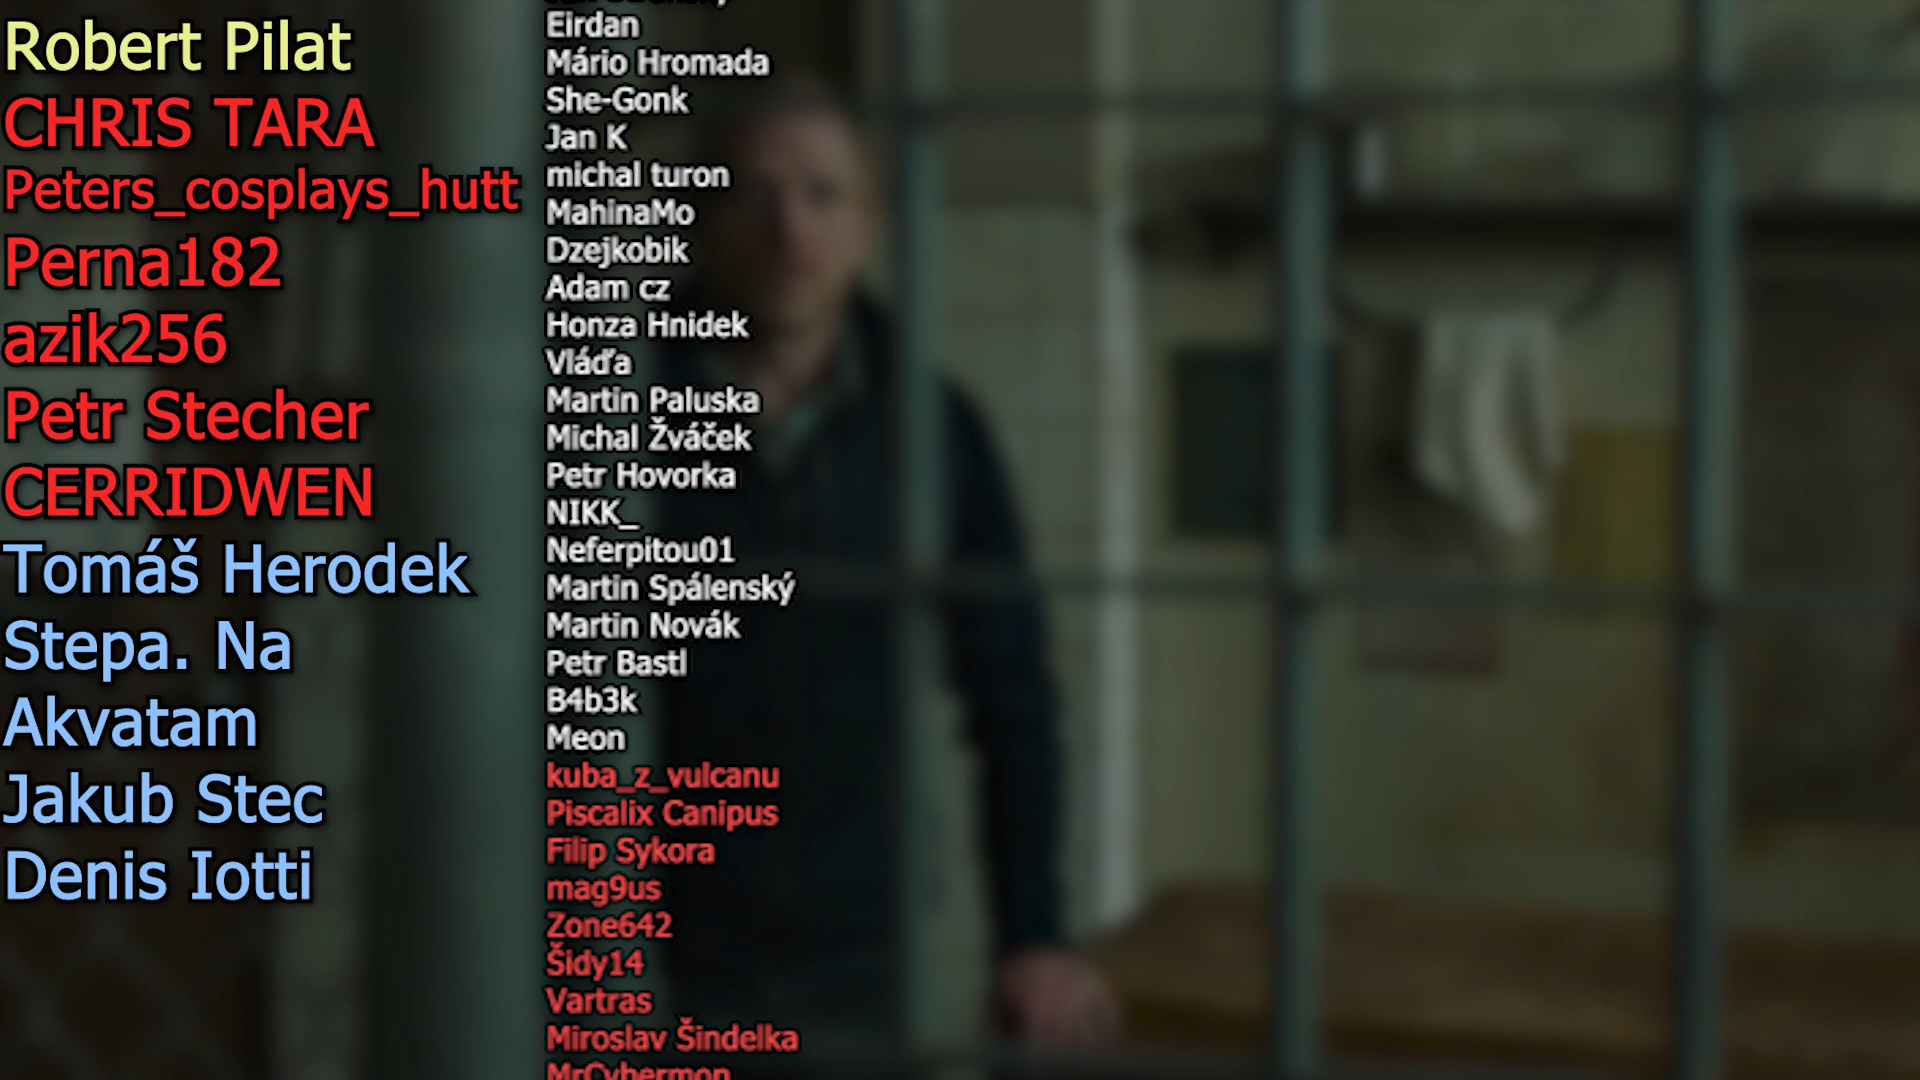 Robert Pilat
CHRIS TARA
Peters_cosplays_hutt
Perna182
azik256
Petr Stecher
CERRIDWEN
Tomáš Herodek
Stepa. Na
Akvatam
Jakub Stec
Denis Iotti
Eirdan
Mário Hromada
She-Gonk
Jan K
michal turon
MahinaMo
Dzejkobik
Adam cz
Honza Hnidek
Vláďa
Martin Paluska
Michal Žváček
Petr Hovorka
NIKK_
Neferpitou01
Martin Spálenský
Martin Novák
Petr Bastl
B4b3k
Meon
kuba_z_vulcanu
Piscalix Canipus
Filip Sykora
mag9us
Zone642
Šidy14
Vartras
Miroslav Šindelka
MrCybermon